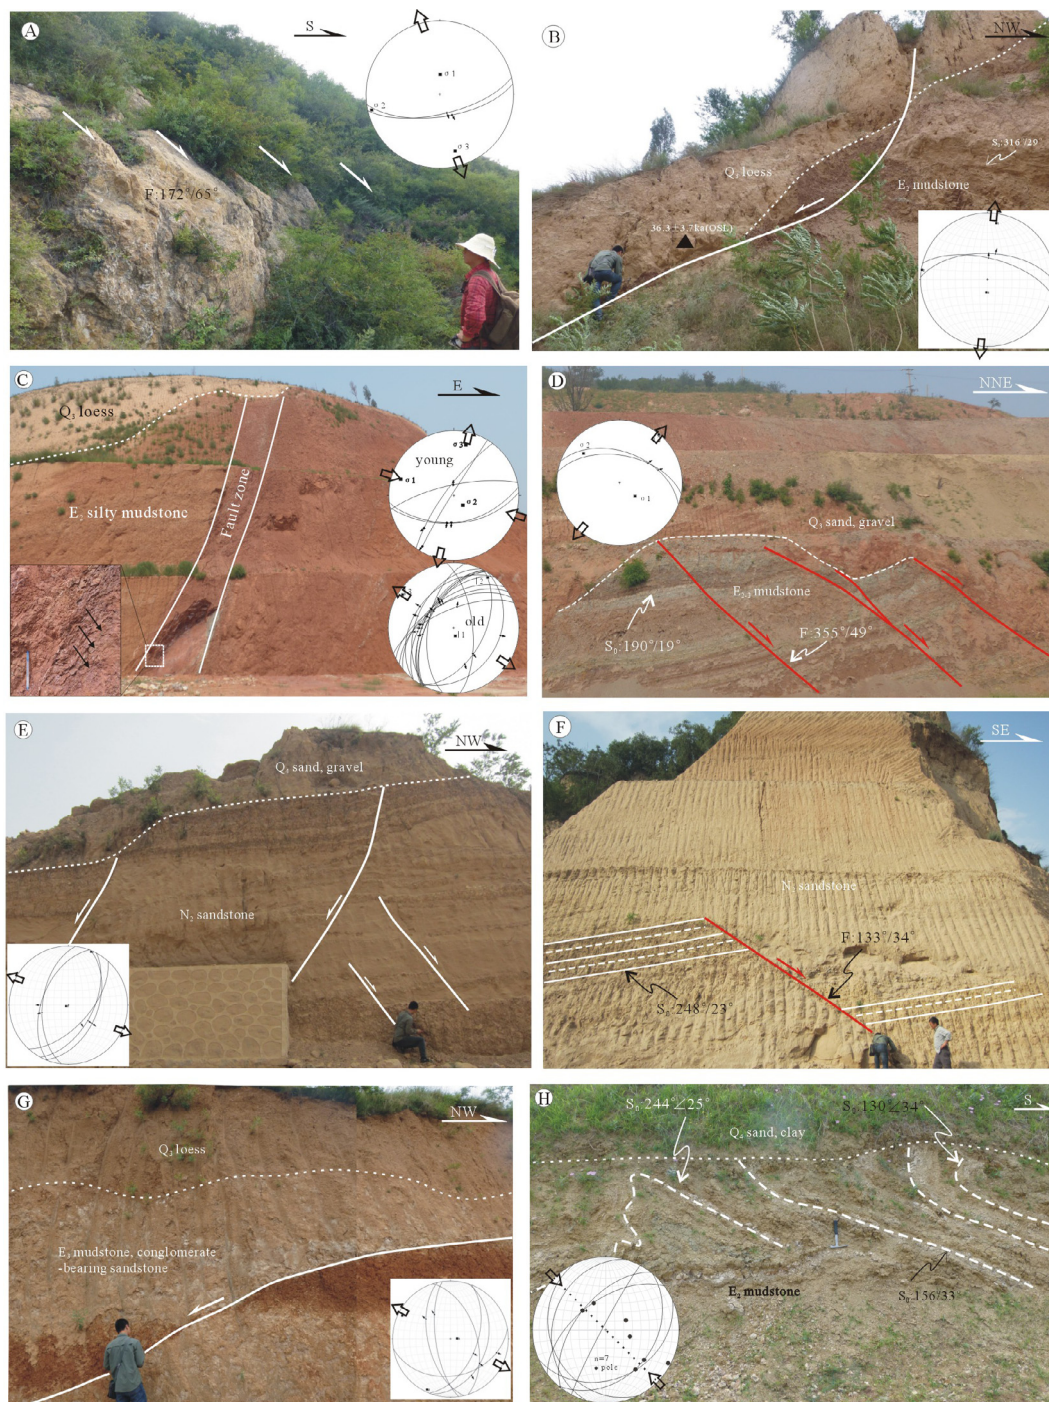 A
S
σ1
σ2
σ3
F:172°/65°
B
NW
S₀:316°/29°
Q₃ loess
E₂ mudstone
36.3±3.7ka(OSL)
C
E
Q₃ loess
σ3
young
σ1
σ2
E₂ silty mudstone
Fault zone
old
D
NNE
σ2
σ1
Q₃ sand, gravel
E₂₋₃ mudstone
S₀:190°/19°
F:355°/49°
E
NW
Q₃ sand, gravel
N₂ sandstone
F
SE
sandstone
F:133°/34°
S₀:248°/23°
G
NW
Q₃ loess
mudstone, conglomerate
-bearing sandstone
H
S₀:244°∠25°
S₀:130°∠34°
S
Q₄ sand, clay
E₂ mudstone
S₀:156/33
n=7
pole